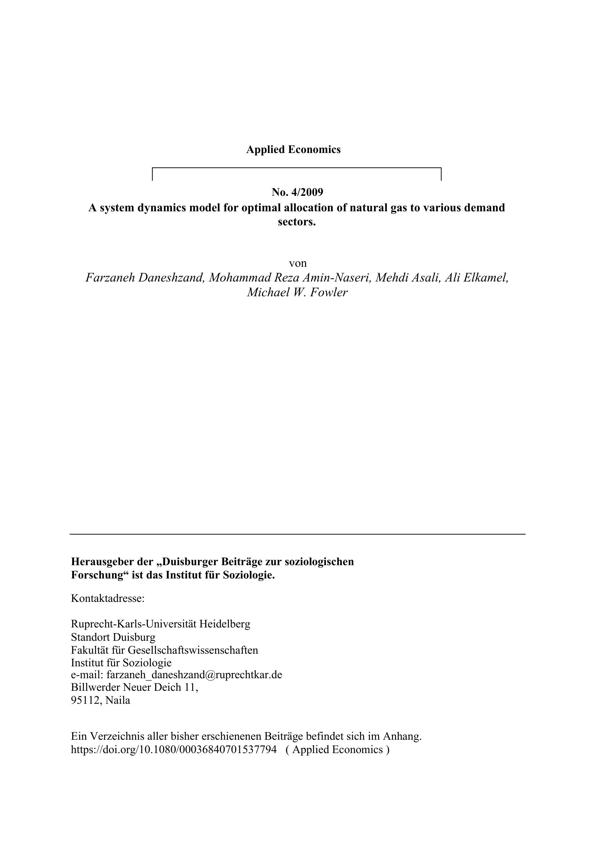 Applied Economics
No. 4/2009
A system dynamics model for optimal allocation of natural gas to various demand
sectors.
von
Farzaneh Daneshzand, Mohammad Reza Amin-Naseri, Mehdi Asali, Ali Elkamel,
Michael W. Fowler
Herausgeber der „Duisburger Beiträge zur soziologischen
Forschung“ ist das Institut für Soziologie.
Kontaktadresse:
Ruprecht-Karls-Universität Heidelberg
Standort Duisburg
Fakultät für Gesellschaftswissenschaften
Institut für Soziologie
e-mail: farzaneh_daneshzand@ruprechtkar.de
Billwerder Neuer Deich 11,
95112, Naila
Ein Verzeichnis aller bisher erschienenen Beiträge befindet sich im Anhang.
https://doi.org/10.1080/00036840701537794 ( Applied Economics )